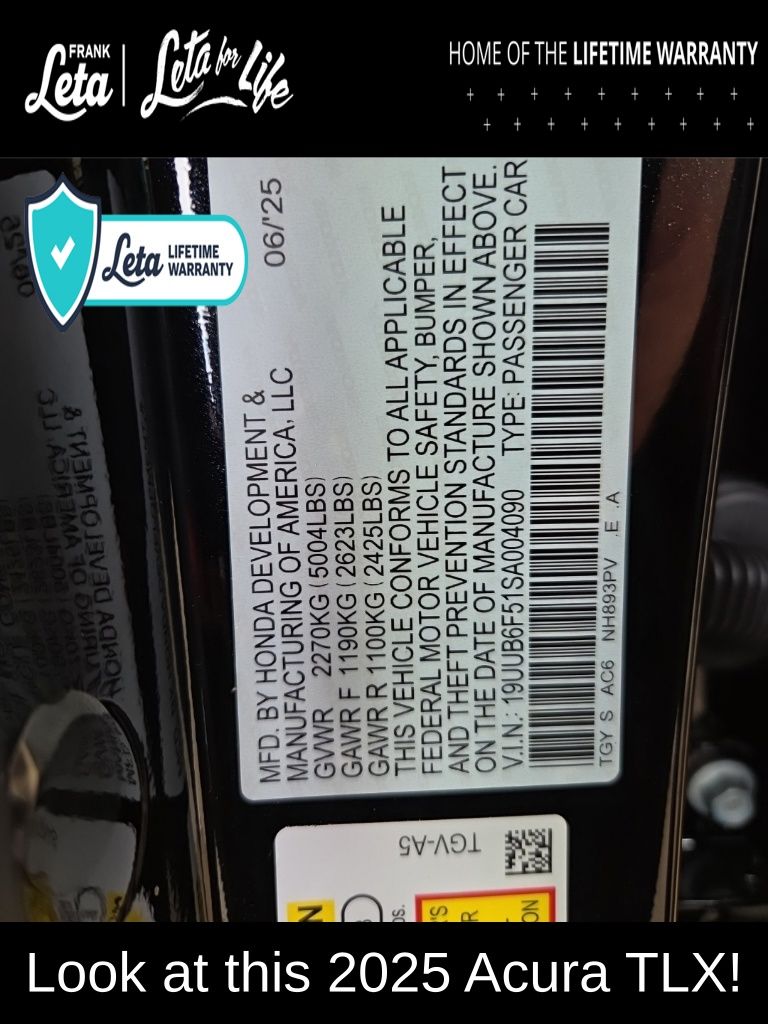 FRANK
Leta
Leta for Life
HOME OF THE LIFETIME WARRANTY
Leta LIFETIME
WARRANTY
MFD. BY HONDA DEVELOPMENT & 06/'25
MANUFACTURING OF AMERICA, LLC
GVWR 2270KG (5004LBS)
GAWR F 1190KG (2623LBS)
GAWR R 1100KG (2425LBS)
THIS VEHICLE CONFORMS TO ALL APPLICABLE
FEDERAL MOTOR VEHICLE SAFETY, BUMPER,
AND THEFT PREVENTION STANDARDS IN EFFECT
ON THE DATE OF MANUFACTURE SHOWN ABOVE.
V.I.N.: 19UUB6F51SA004090 TYPE: PASSENGER CAR
TGY S AC6 NH893PV .E .A
TGV-A5
Look at this 2025 Acura TLX!